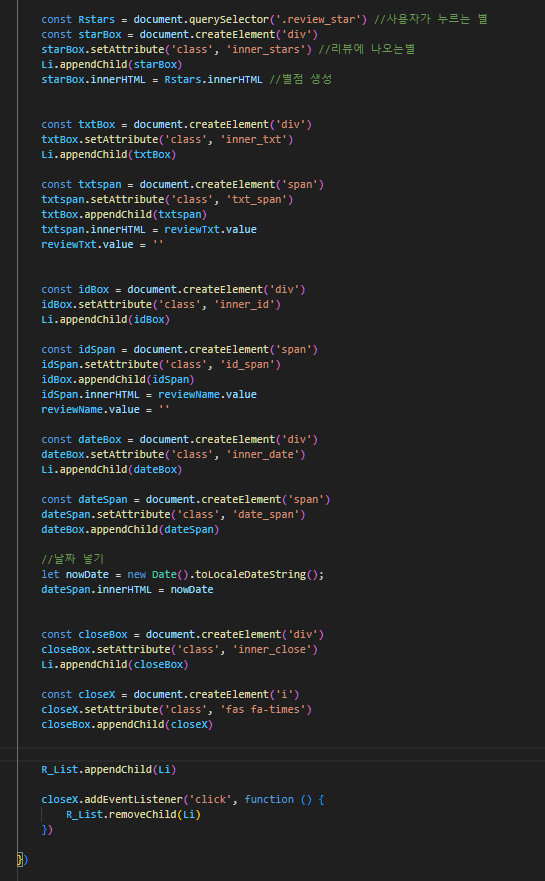 const Rstars = document.querySelector('.review_star') //사용자가 누르는 별
const starBox = document.createElement('div')
starBox.setAttribute('class', 'inner_stars') //리뷰에 나오는별
Li.appendChild(starBox)
starBox.innerHTML = Rstars.innerHTML //별점 생성
const txtBox = document.createElement('div')
txtBox.setAttribute('class', 'inner_txt')
Li.appendChild(txtBox)
const txtspan = document.createElement('span')
txtspan.setAttribute('class', 'txt_span')
txtBox.appendChild(txtspan)
txtspan.innerHTML = reviewTxt.value
reviewTxt.value = ''
const idBox = document.createElement('div')
idBox.setAttribute('class', 'inner_id')
Li.appendChild(idBox)
const idSpan = document.createElement('span')
idSpan.setAttribute('class', 'id_span')
idBox.appendChild(idSpan)
idSpan.innerHTML = reviewName.value
reviewName.value = ''
const dateBox = document.createElement('div')
dateBox.setAttribute('class', 'inner_date')
Li.appendChild(dateBox)
const dateSpan = document.createElement('span')
dateSpan.setAttribute('class', 'date_span')
dateBox.appendChild(dateSpan)
//날짜 넣기
let nowDate = new Date().toLocaleDateString();
dateSpan.innerHTML = nowDate
const closeBox = document.createElement('div')
closeBox.setAttribute('class', 'inner_close')
Li.appendChild(closeBox)
const closeX = document.createElement('i')
closeX.setAttribute('class', 'fas fa-times')
closeBox.appendChild(closeX)
R_List.appendChild(Li)
closeX.addEventListener('click', function () {
R_List.removeChild(Li)
})
})